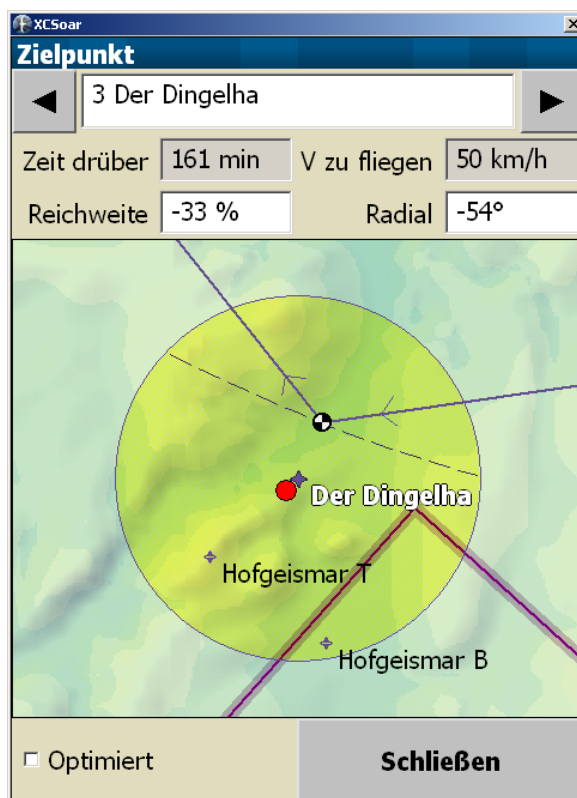 XCSoar
Zielpunkt
3 Der Dingelha
Zeit drüber 161 min V zu fliegen 50 km/h
Reichweite -33 % Radial -54°
Der Dingelha
Hofgeismar T
Hofgeismar B
Optimiert Schließen